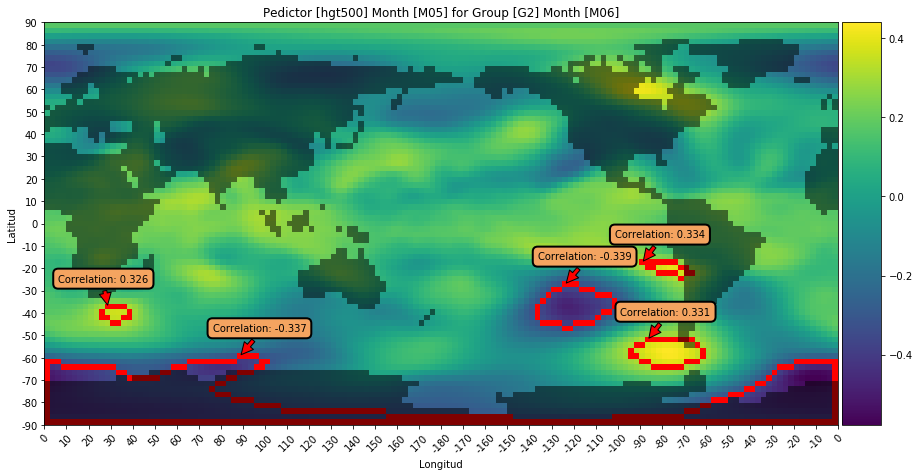 Pedictor [hgt500] Month [M05] for Group [G2] Month [M06]
90
80
70
60
50
40
30
20
10
0
-10
-20
-30
-40
-50
-60
-70
-80
-90
Latitud
Correlation: 0.334
Correlation: -0.339
Correlation: 0.326
Correlation: 0.331
Correlation: -0.337
0.4
0.2
0.0
−0.2
−0.4
0 10 20 30 40 50 60 70 80 90 100 110 120 130 140 150 160 170 180 -170 -160 -150 -140 -130 -120 -110 -100 -90 -80 -70 -60 -50 -40 -30 -20 -10 0
Longitud